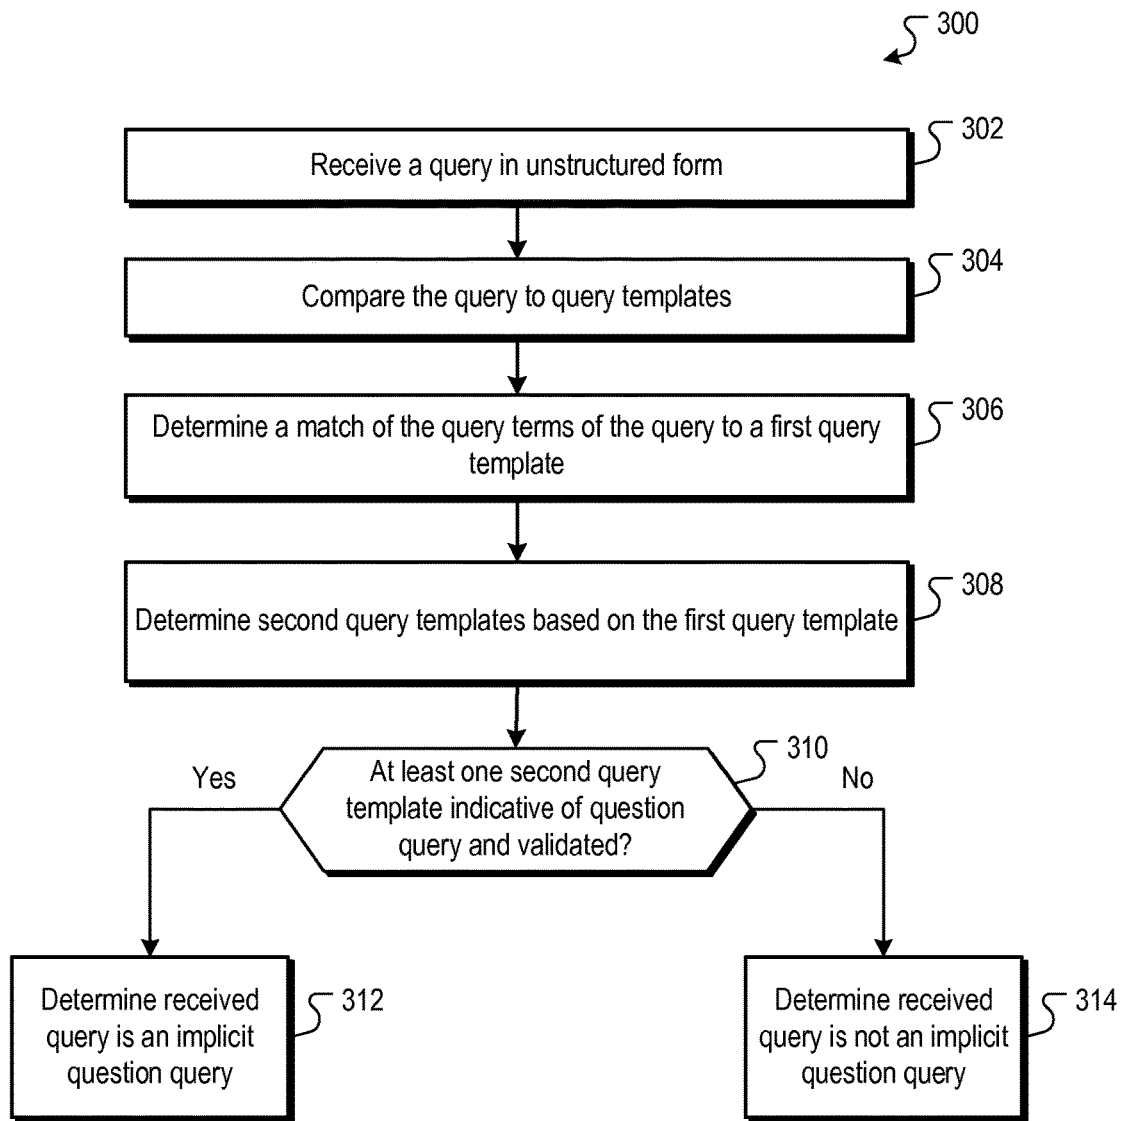 300
302
Receive a query in unstructured form
304
Compare the query to query templates
306
Determine a match of the query terms of the query to a first query
template
308
Determine second query templates based on the first query template
310
Yes
At least one second query
template indicative of question
query and validated?
No
Determine received
query is an implicit
question query
312
Determine received
query is not an implicit
question query
314